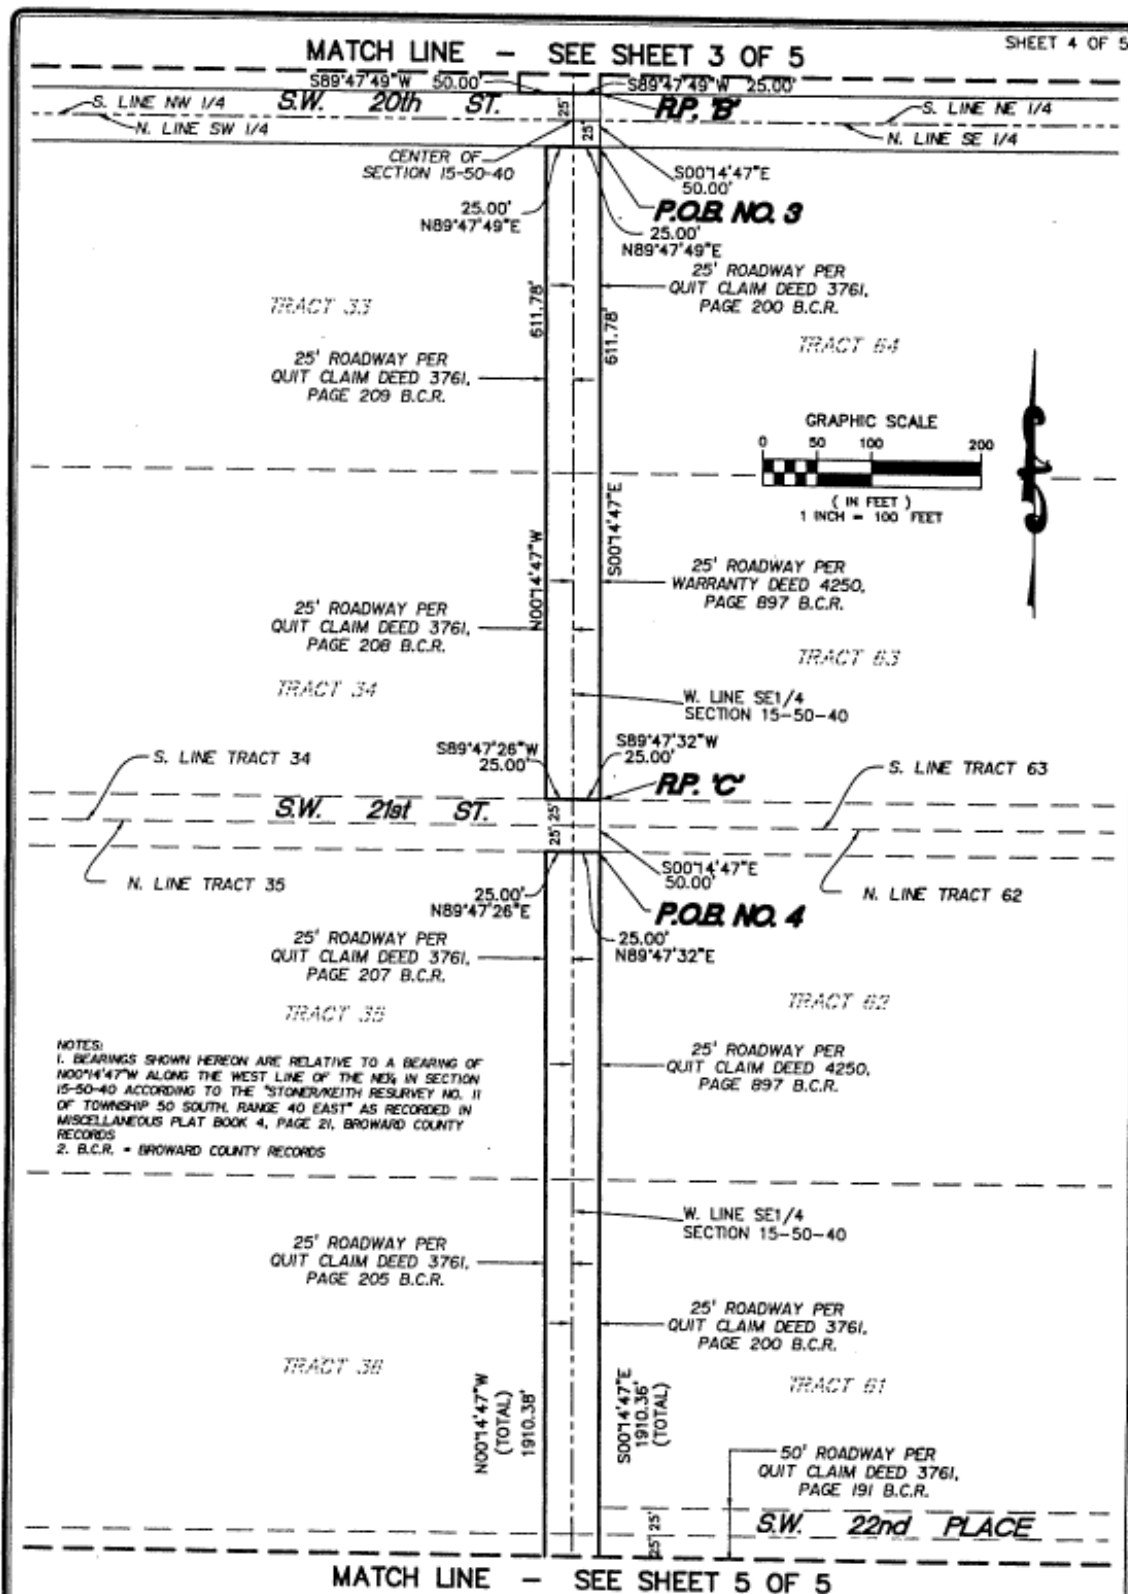 SHEET 4 OF 5
MATCH LINE - SEE SHEET 3 OF 5
S89°47'49"W 50.00'
S89°47'49"W 25.00'
S. LINE NW 1/4
S.W. 20th ST.
25'
R.P. 'B'
S. LINE NE 1/4
N. LINE SW 1/4
25'
N. LINE SE 1/4
CENTER OF
SECTION 15-50-40
S00°14'47"E
50.00'
25.00'
N89°47'49"E
P.O.B. NO. 3
25.00'
N89°47'49"E
25' ROADWAY PER
QUIT CLAIM DEED 3761,
PAGE 200 B.C.R.
TRACT 33
611.78'
611.78'
TRACT 64
25' ROADWAY PER
QUIT CLAIM DEED 3761,
PAGE 209 B.C.R.
GRAPHIC SCALE
0 50 100 200
( IN FEET )
1 INCH = 100 FEET
N00°14'47"W
S00°14'47"E
25' ROADWAY PER
WARRANTY DEED 4250,
PAGE 897 B.C.R.
25' ROADWAY PER
QUIT CLAIM DEED 3761,
PAGE 208 B.C.R.
TRACT 63
TRACT 34
W. LINE SE1/4
SECTION 15-50-40
S89°47'26"W
25.00'
S89°47'32"W
25.00'
S. LINE TRACT 34
R.P. 'C'
S. LINE TRACT 63
S.W. 21st ST.
25' 25'
N. LINE TRACT 35
S00°14'47"E
50.00'
N. LINE TRACT 62
25.00'
N89°47'26"E
P.O.B. NO. 4
25.00'
N89°47'32"E
25' ROADWAY PER
QUIT CLAIM DEED 3761,
PAGE 207 B.C.R.
TRACT 35
TRACT 62
NOTES:
1. BEARINGS SHOWN HEREON ARE RELATIVE TO A BEARING OF
N00°14'47"W ALONG THE WEST LINE OF THE NE¼ IN SECTION
15-50-40 ACCORDING TO THE "STONER/KEITH RESURVEY NO. II
OF TOWNSHIP 50 SOUTH, RANGE 40 EAST" AS RECORDED IN
MISCELLANEOUS PLAT BOOK 4, PAGE 21, BROWARD COUNTY
RECORDS
2. B.C.R. = BROWARD COUNTY RECORDS
25' ROADWAY PER
QUIT CLAIM DEED 4250,
PAGE 897 B.C.R.
W. LINE SE1/4
SECTION 15-50-40
25' ROADWAY PER
QUIT CLAIM DEED 3761,
PAGE 205 B.C.R.
25' ROADWAY PER
QUIT CLAIM DEED 3761,
PAGE 200 B.C.R.
TRACT 36
TRACT 61
N00°14'47"W
(TOTAL)
1910.38'
S00°14'47"E
1910.36'
(TOTAL)
50' ROADWAY PER
QUIT CLAIM DEED 3761,
PAGE 191 B.C.R.
25' 25'
S.W. 22nd PLACE
MATCH LINE - SEE SHEET 5 OF 5